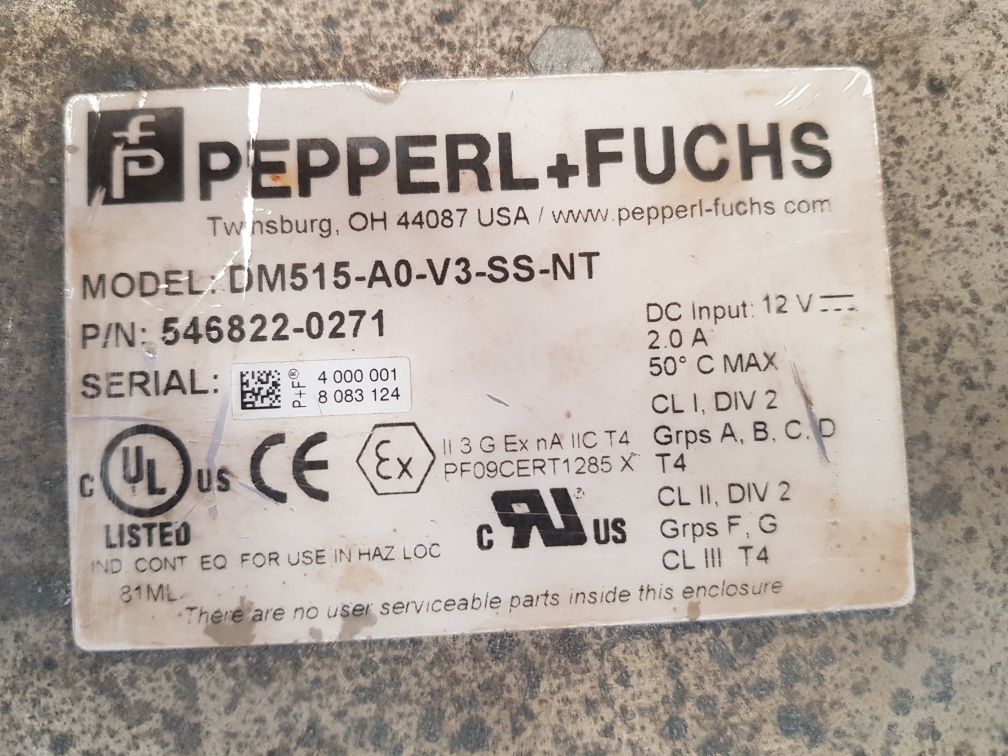 PEPPERL+FUCHS
Twinsburg, OH 44087 USA / www.pepperl-fuchs com
MODEL: DM515-A0-V3-SS-NT
P/N: 546822-0271
SERIAL:
P+F®
4 000 001
8 083 124
DC Input: 12 V
2.0 A
50° C MAX
CL I, DIV 2
Grps A, B, C, D
T4
CL II, DIV 2
Grps F, G
CL III T4
C UL US
LISTED
CE
Ex
II 3 G Ex nA IIC T4
PF09CERT1285 X
C RU ® US
IND. CONT EQ FOR USE IN HAZ LOC
81ML
There are no user serviceable parts inside this enclosure